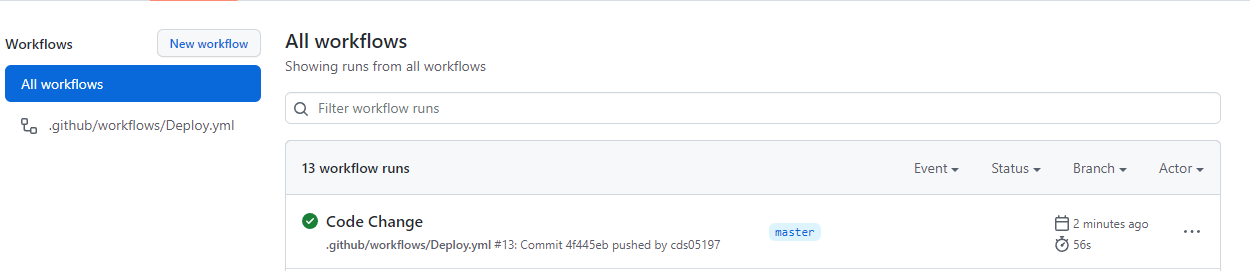 Workflows
New workflow
All workflows
.github/workflows/Deploy.yml
All workflows
Showing runs from all workflows
Filter workflow runs
13 workflow runs
Event
Status
Branch
Actor
Code Change
.github/workflows/Deploy.yml #13: Commit 4f445eb pushed by cds05197
master
2 minutes ago
56s